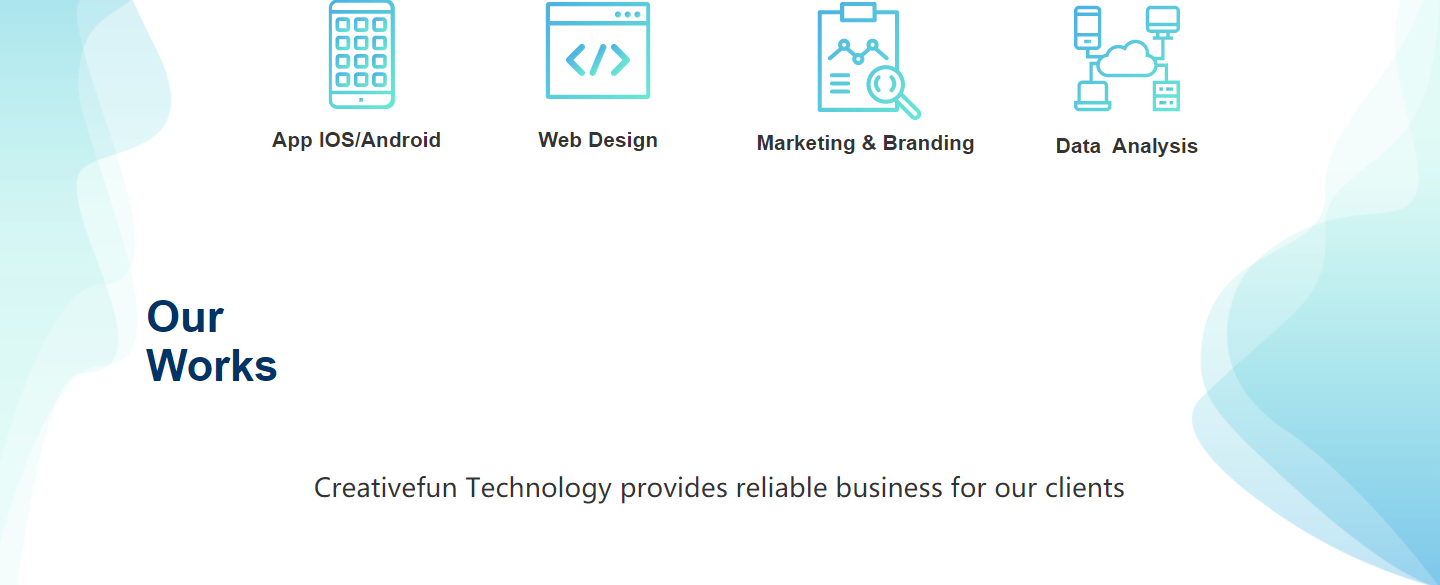 App IOS/Android
Web Design
Marketing & Branding
Data  Analysis
Our
Works
Creativefun Technology provides reliable business for our clients